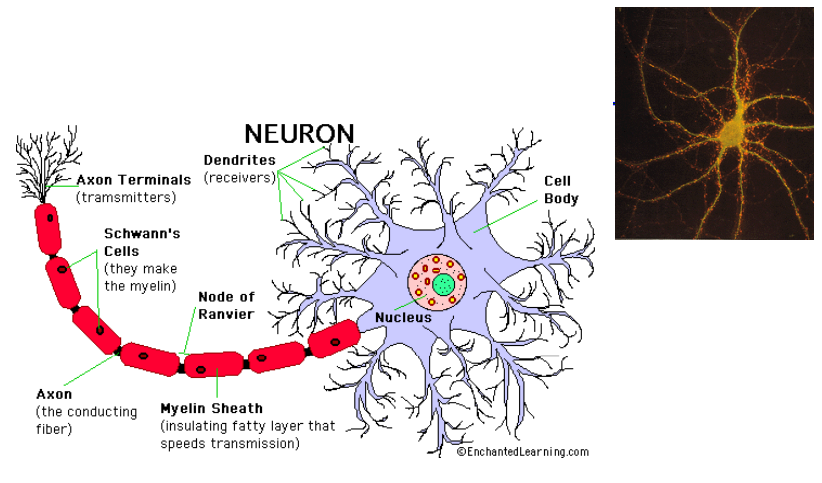 NEURON
Dendrites
(receivers)
Axon Terminals
(tramsmitters)
Cell
Body
Schwann's
Cells
(they make
the myelin)
Node of
Ranvier
Nucleus
Axon
(the conducting
fiber)
Myelin Sheath
(insulating fatty layer that
speeds transmission)
©EnchantedLearning.com